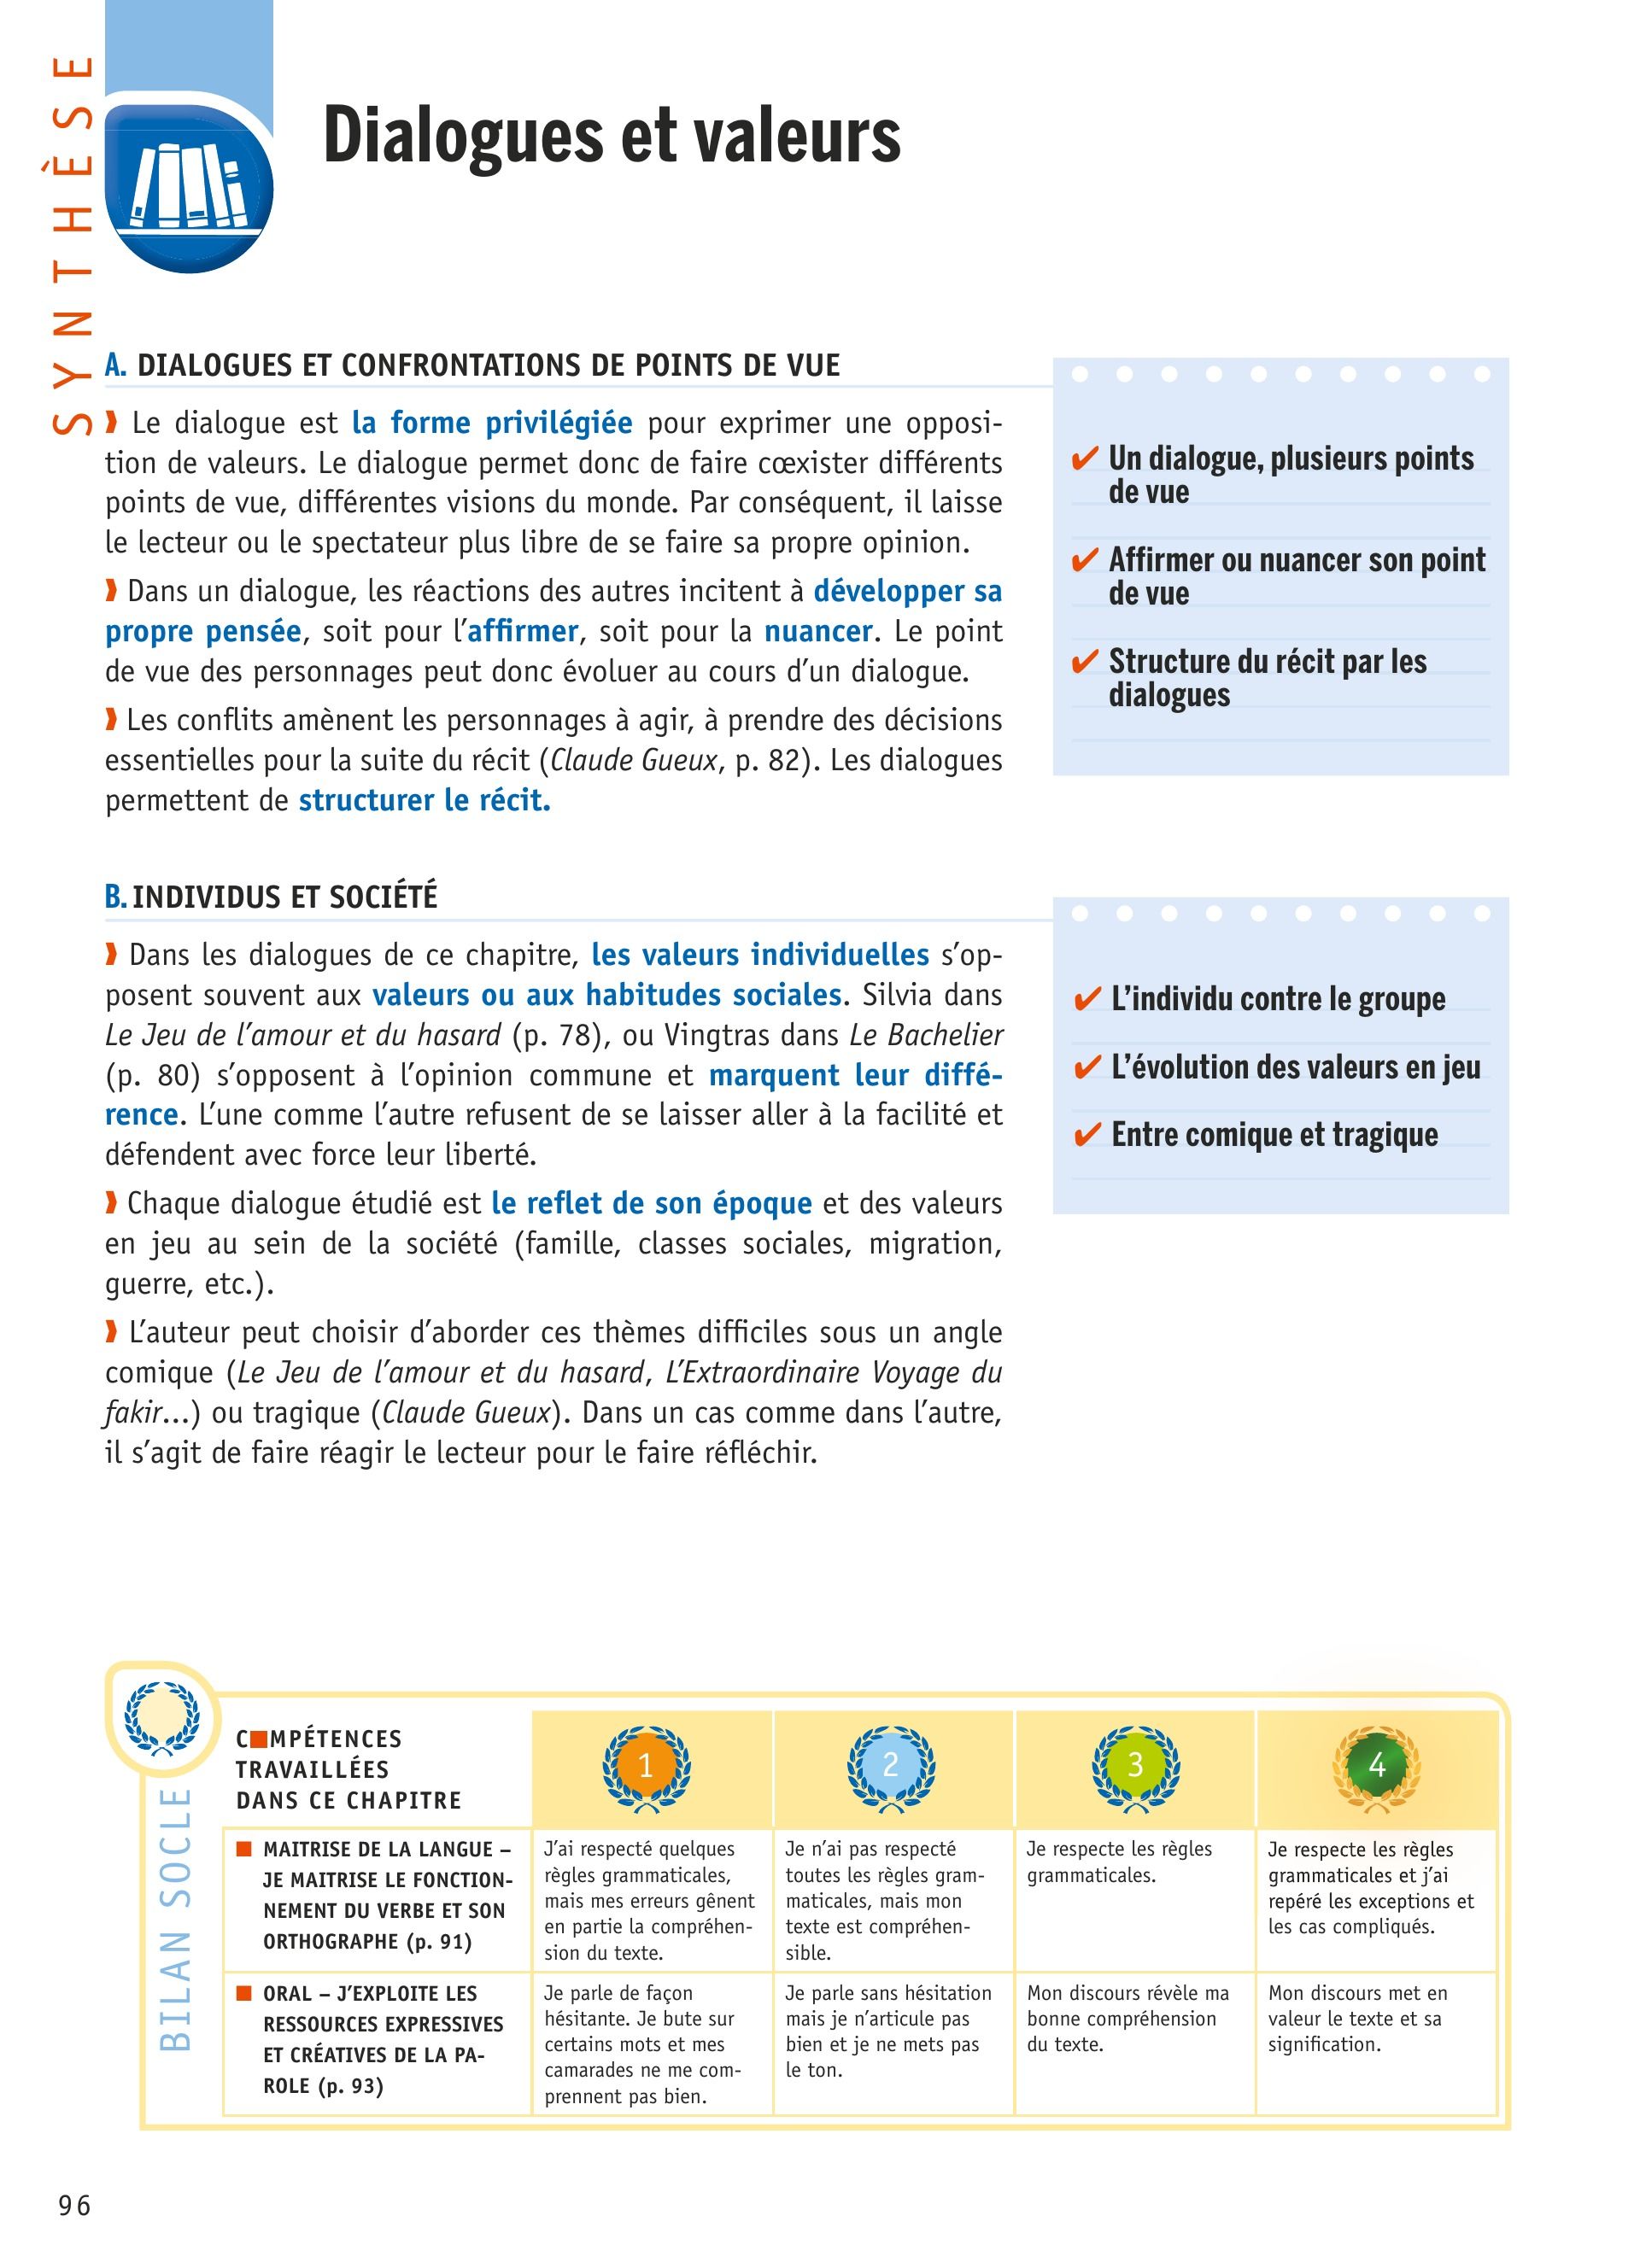 SYNTHÈSE
Dialogues et valeurs
A. DIALOGUES ET CONFRONTATIONS DE POINTS DE VUE
Le dialogue est la forme privilégiée pour exprimer une opposi-
tion de valeurs. Le dialogue permet donc de faire cœxister différents
points de vue, différentes visions du monde. Par conséquent, il laisse
le lecteur ou le spectateur plus libre de se faire sa propre opinion.
Dans un dialogue, les réactions des autres incitent à développer sa
propre pensée, soit pour l’affirmer, soit pour la nuancer. Le point
de vue des personnages peut donc évoluer au cours d’un dialogue.
Les conflits amènent les personnages à agir, à prendre des décisions
essentielles pour la suite du récit (Claude Gueux, p. 82). Les dialogues
permettent de structurer le récit.
✔ Un dialogue, plusieurs points
de vue
✔ Affirmer ou nuancer son point
de vue
✔ Structure du récit par les
dialogues
B. INDIVIDUS ET SOCIÉTÉ
Dans les dialogues de ce chapitre, les valeurs individuelles s’op-
posent souvent aux valeurs ou aux habitudes sociales. Silvia dans
Le Jeu de l’amour et du hasard (p. 78), ou Vingtras dans Le Bachelier
(p. 80) s’opposent à l’opinion commune et marquent leur diffé-
rence. L’une comme l’autre refusent de se laisser aller à la facilité et
défendent avec force leur liberté.
Chaque dialogue étudié est le reflet de son époque et des valeurs
en jeu au sein de la société (famille, classes sociales, migration,
guerre, etc.).
L’auteur peut choisir d’aborder ces thèmes difficiles sous un angle
comique (Le Jeu de l’amour et du hasard, L’Extraordinaire Voyage du
fakir…) ou tragique (Claude Gueux). Dans un cas comme dans l’autre,
il s’agit de faire réagir le lecteur pour le faire réfléchir.
✔ L’individu contre le groupe
✔ L’évolution des valeurs en jeu
✔ Entre comique et tragique
BILAN SOCLE
C■MPÉTENCES
TRAVAILLÉES
DANS CE CHAPITRE
1
2
3
4
■ MAITRISE DE LA LANGUE –
JE MAITRISE LE FONCTION-
NEMENT DU VERBE ET SON
ORTHOGRAPHE (p. 91)
J’ai respecté quelques
règles grammaticales,
mais mes erreurs gênent
en partie la compréhen-
sion du texte.
Je n’ai pas respecté
toutes les règles gram-
maticales, mais mon
texte est compréhen-
sible.
Je respecte les règles
grammaticales.
Je respecte les règles
grammaticales et j’ai
repéré les exceptions et
les cas compliqués.
■ ORAL – J’EXPLOITE LES
RESSOURCES EXPRESSIVES
ET CRÉATIVES DE LA PA-
ROLE (p. 93)
Je parle de façon
hésitante. Je bute sur
certains mots et mes
camarades ne me com-
prennent pas bien.
Je parle sans hésitation
mais je n’articule pas
bien et je ne mets pas
le ton.
Mon discours révèle ma
bonne compréhension
du texte.
Mon discours met en
valeur le texte et sa
signification.
96